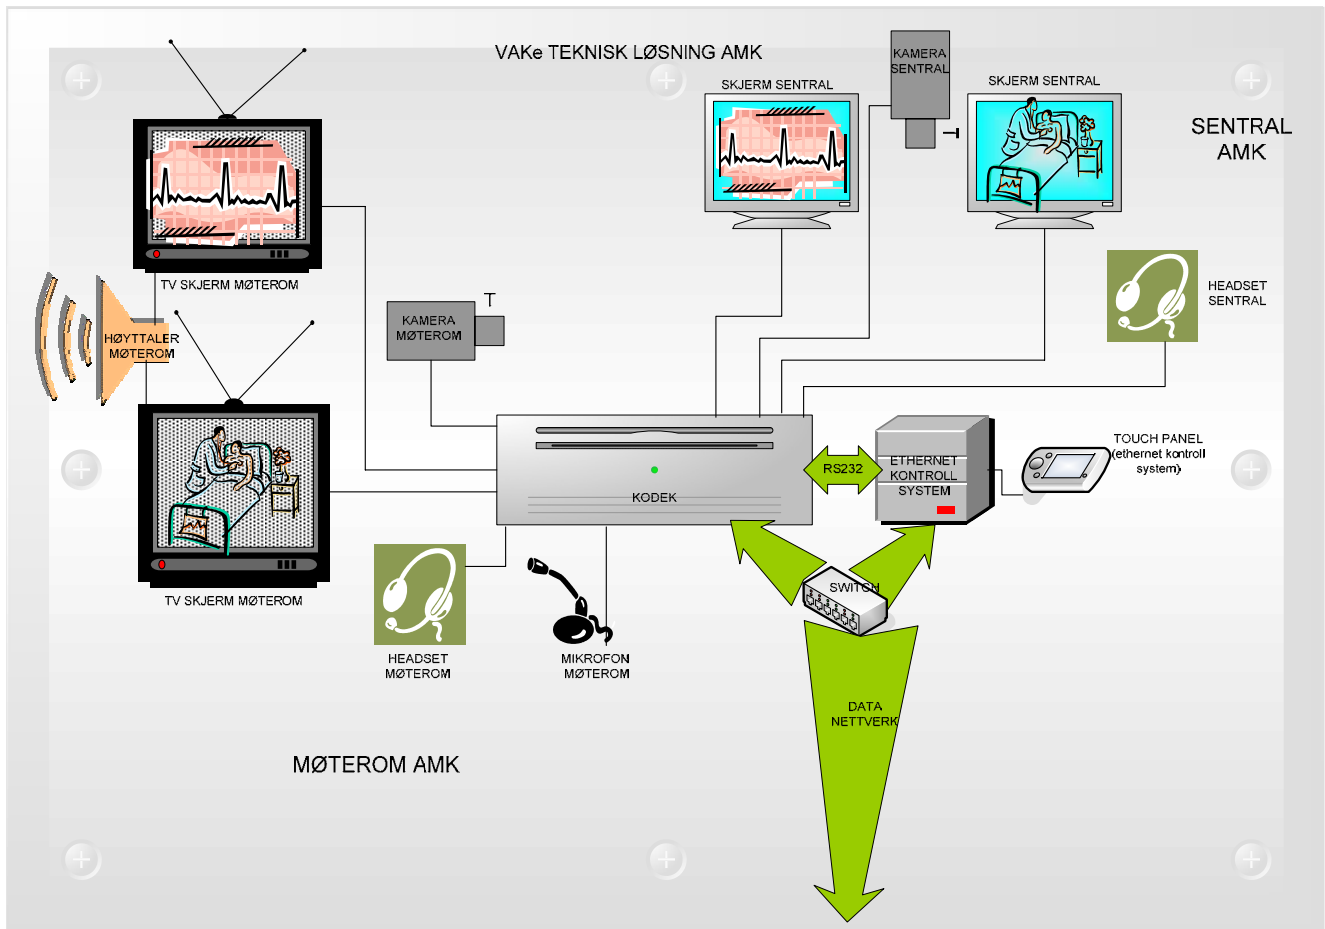 VAKe TEKNISK LØSNING AMK
KAMERA
SENTRAL
SKJERM SENTRAL
SKJERM SENTRAL
SENTRAL
AMK
TV SKJERM MØTEROM
HEADSET
SENTRAL
KAMERA
MØTEROM
HØYTTALER
MØTEROM
TOUCH PANEL
(ethernet kontroll
system)
RS232
ETHERNET
KONTROLL
SYSTEM
KODEK
SWITCH
TV SKJERM MØTEROM
HEADSET
MØTEROM
MIKROFON
MØTEROM
DATA
NETTVERK
MØTEROM AMK